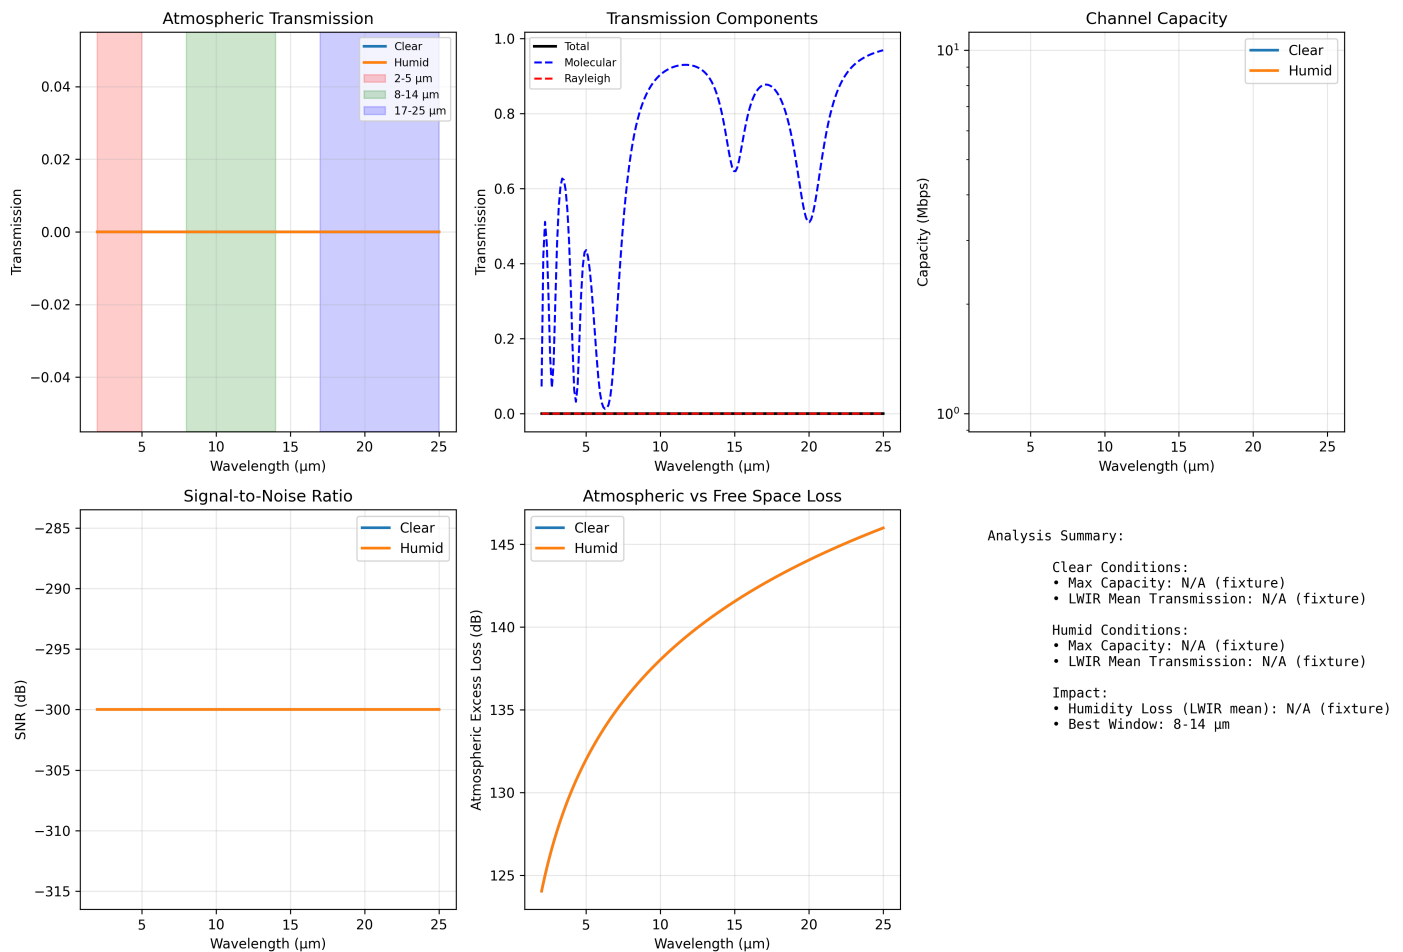 Atmospheric Transmission
Transmission
0.04
0.02
0.00
−0.02
−0.04
Clear
Humid
2-5 μm
8-14 μm
17-25 μm
5 10 15 20 25
Wavelength (μm)
Transmission Components
Transmission
1.0
0.8
0.6
0.4
0.2
0.0
Total
Molecular
Rayleigh
5 10 15 20 25
Wavelength (μm)
Channel Capacity
Capacity (Mbps)
10¹
10⁰
Clear
Humid
5 10 15 20 25
Wavelength (μm)
Signal-to-Noise Ratio
SNR (dB)
−285
−290
−295
−300
−305
−310
−315
Clear
Humid
5 10 15 20 25
Wavelength (μm)
Atmospheric vs Free Space Loss
Atmospheric Excess Loss (dB)
145
140
135
130
125
Clear
Humid
5 10 15 20 25
Wavelength (μm)
Analysis Summary:
Clear Conditions:
• Max Capacity: N/A (fixture)
• LWIR Mean Transmission: N/A (fixture)
Humid Conditions:
• Max Capacity: N/A (fixture)
• LWIR Mean Transmission: N/A (fixture)
Impact:
• Humidity Loss (LWIR mean): N/A (fixture)
• Best Window: 8-14 μm